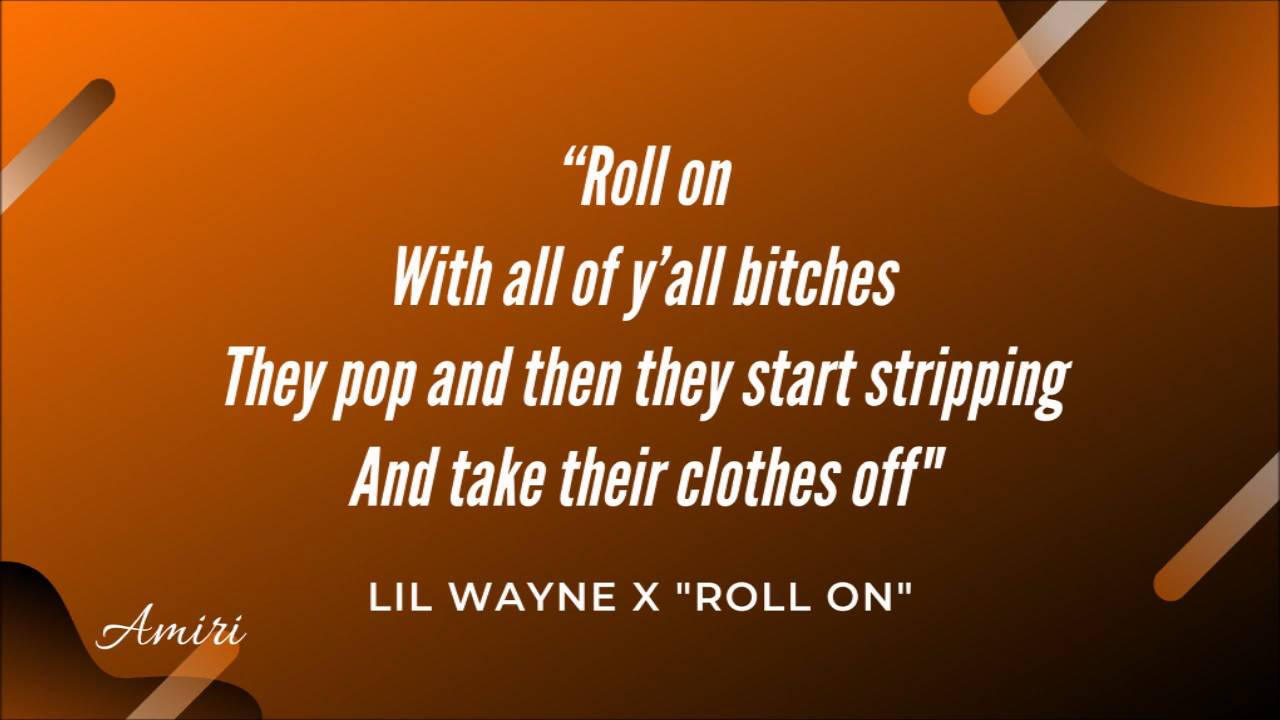 “Roll on
With all of y’all bitches
They pop and then they start stripping
And take their clothes off"
LIL WAYNE X "ROLL ON"
Amiri